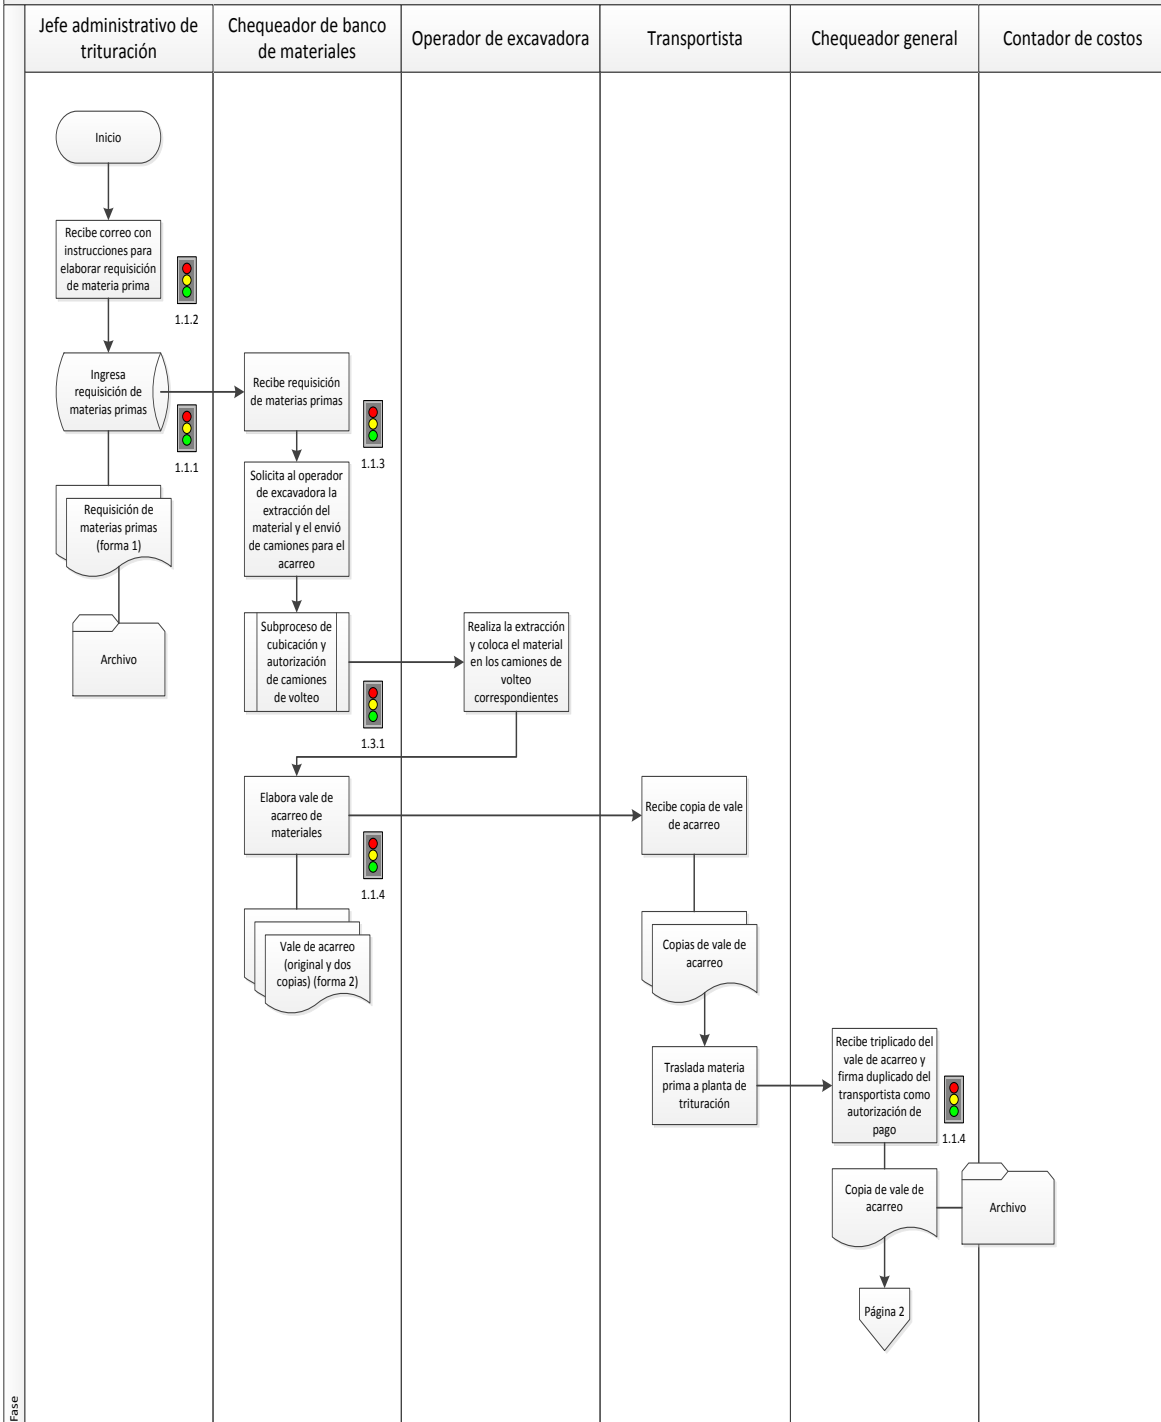 Jefe administrativo de
trituración
Chequeador de banco
de materiales
Operador de excavadora
Transportista
Chequeador general
Contador de costos
Inicio
Recibe correo con
instrucciones para
elaborar requisición
de materia prima
1.1.2
Ingresa
requisición de
materias primas
1.1.1
Recibe requisición
de materias primas
1.1.3
Requisición de
materias primas
(forma 1)
Archivo
Solicita al operador
de excavadora la
extracción del
material y el envió
de camiones para el
acarreo
Subproceso de
cubicación y
autorización
de camiones
de volteo
1.3.1
Realiza la extracción
y coloca el material
en los camiones de
volteo
correspondientes
Elabora vale de
acarreo de
materiales
1.1.4
Recibe copia de vale
de acarreo
Vale de acarreo
(original y dos
copias) (forma 2)
Copias de vale de
acarreo
Traslada materia
prima a planta de
trituración
Recibe triplicado del
vale de acarreo y
firma duplicado del
transportista como
autorización de
pago
1.1.4
Copia de vale de
acarreo
Archivo
Página 2
Fase